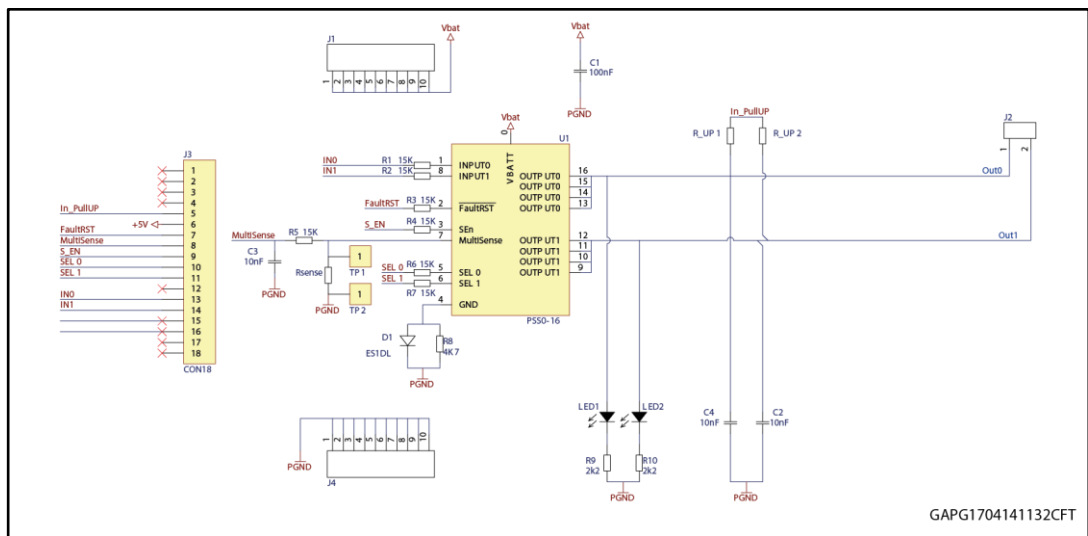 Vbat
J1
1 2 3 4 5 6 7 8 9 10
Vbat
C1
100nF
PGND
In_PullUP
R_UP 1
R_UP 2
J2
1
2
J3
1
2
3
4
In_PullUP
5
+5V
6
FaultRST
7
MultiSense
8
S_EN
9
SEL 0
10
SEL 1
11
12
IN0
13
IN1
14
15
16
17
18
CON18
Vbat
0
U1
VBATT
IN0
R1 15K
1
INPUT0
IN1
R2 15K
8
INPUT1
FaultRST
R3 15K
2
FaultRST
S_EN
R4 15K
3
SEn
MultiSense
R5 15K
7
MultiSense
SEL 0
R6 15K
5
SEL 0
SEL 1
R7 15K
6
SEL 1
4
GND
OUTP UT0
16
OUTP UT0
15
OUTP UT0
14
OUTP UT0
13
OUTP UT1
12
OUTP UT1
11
OUTP UT1
10
OUTP UT1
9
PSS0-16
Out0
Out1
C3
10nF
PGND
Rsense
PGND
1
TP1
1
TP2
D1
ES1DL
R8
4K7
PGND
LED1
LED2
R9
2k2
R10
2k2
PGND
C4
10nF
C2
10nF
PGND
PGND
1 2 3 4 5 6 7 8 9 10
J4
GAPG1704141132CFT